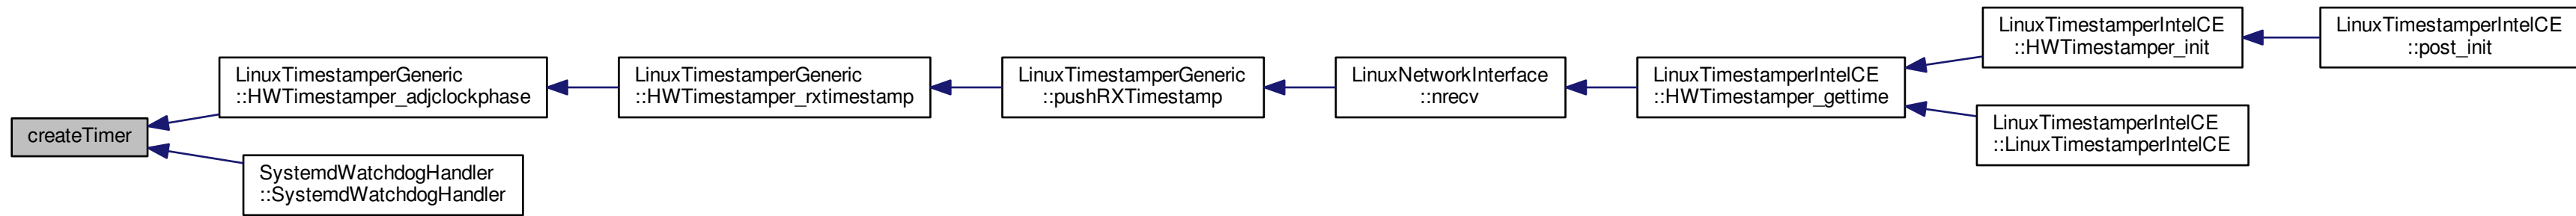 createTimer
LinuxTimestamperGeneric
::HWTimestamper_adjclockphase
SystemdWatchdogHandler
::SystemdWatchdogHandler
LinuxTimestamperGeneric
::HWTimestamper_rxtimestamp
LinuxTimestamperGeneric
::pushRXTimestamp
LinuxNetworkInterface
::nrecv
LinuxTimestamperIntelCE
::HWTimestamper_gettime
LinuxTimestamperIntelCE
::HWTimestamper_init
LinuxTimestamperIntelCE
::LinuxTimestamperIntelCE
LinuxTimestamperIntelCE
::post_init